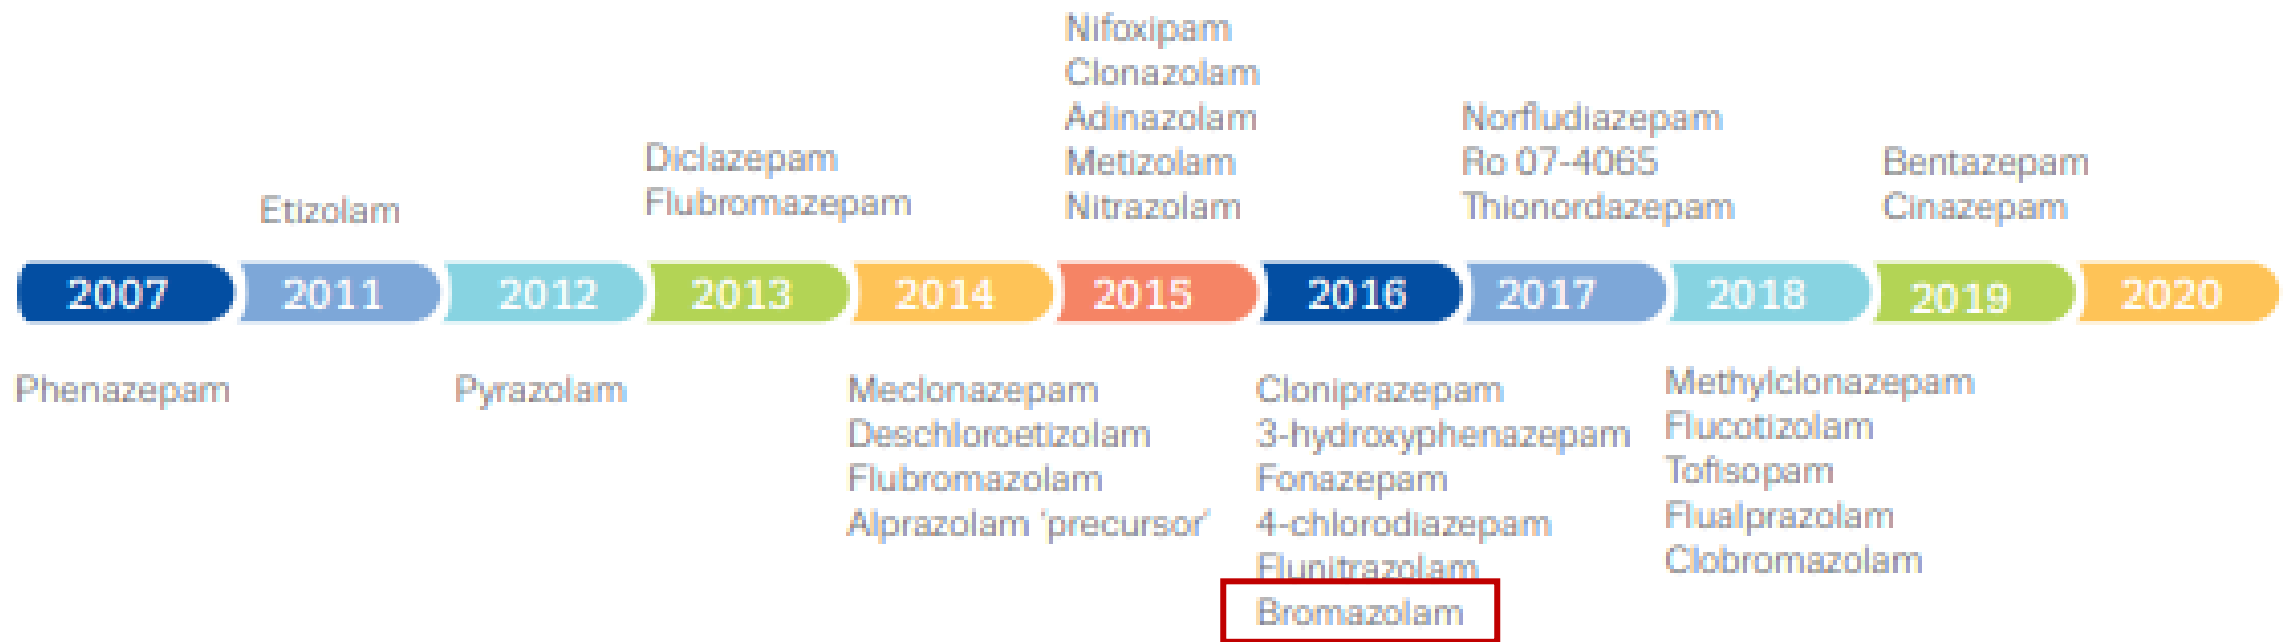 Nifoxipam
Clonazolam
Adinazolam
Metizolam
Nitrazolam
Norfludiazepam
Ro 07-4065
Thionordazepam
Diclazepam
Flubromazepam
Bentazepam
Cinazepam
Etizolam
2007 2011 2012 2013 2014 2015 2016 2017 2018 2019 2020
Phenazepam
Pyrazolam
Meclonazepam
Deschloroetizolam
Flubromazolam
Alprazolam 'precursor'
Cloniprazepam
3-hydroxyphenazepam
Fonazepam
4-chlorodiazepam
Flunitrazolam
Bromazolam
Methylclonazepam
Flucotizolam
Tofisopam
Flualprazolam
Clobromazolam